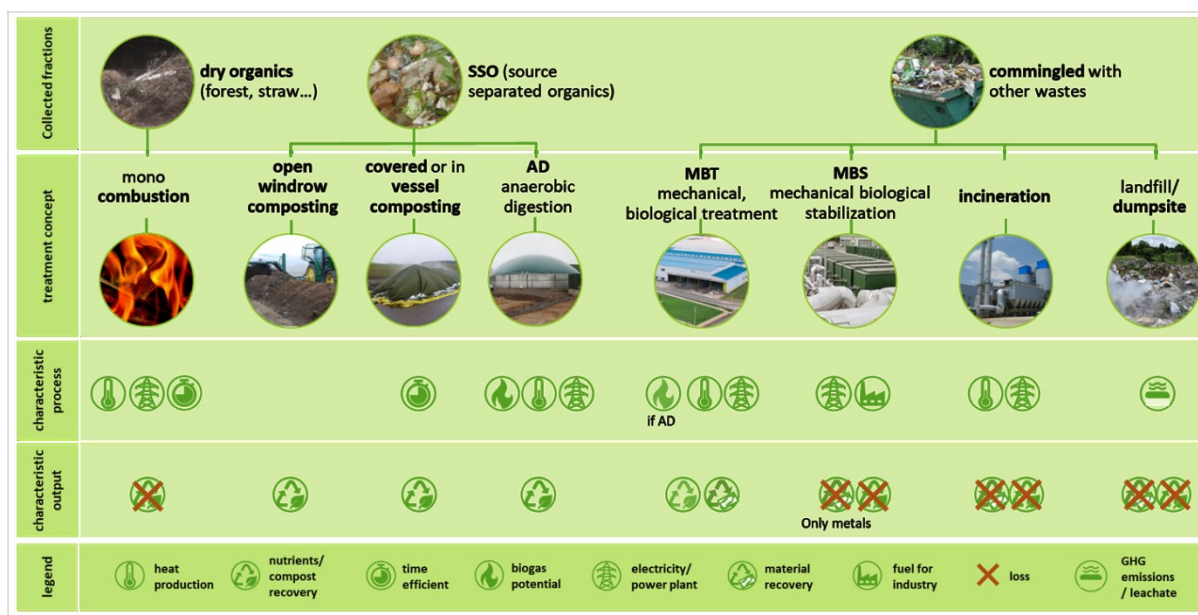 Collected fractions
dry organics
(forest, straw...)
SSO (source
separated organics)
commingled with
other wastes
treatment concept
mono
combustion
open
windrow
composting
covered or in
vessel
composting
AD
anaerobic
digestion
MBT
mechanical,
biological treatment
MBS
mechanical biological
stabilization
incineration
landfill/
dumpsite
characteristic
process
if AD
characteristic
output
Only metals
legend
heat
production
nutrients/
compost
recovery
time
efficient
biogas
potential
electricity/
power plant
material
recovery
fuel for
industry
loss
GHG
emissions
/ leachate